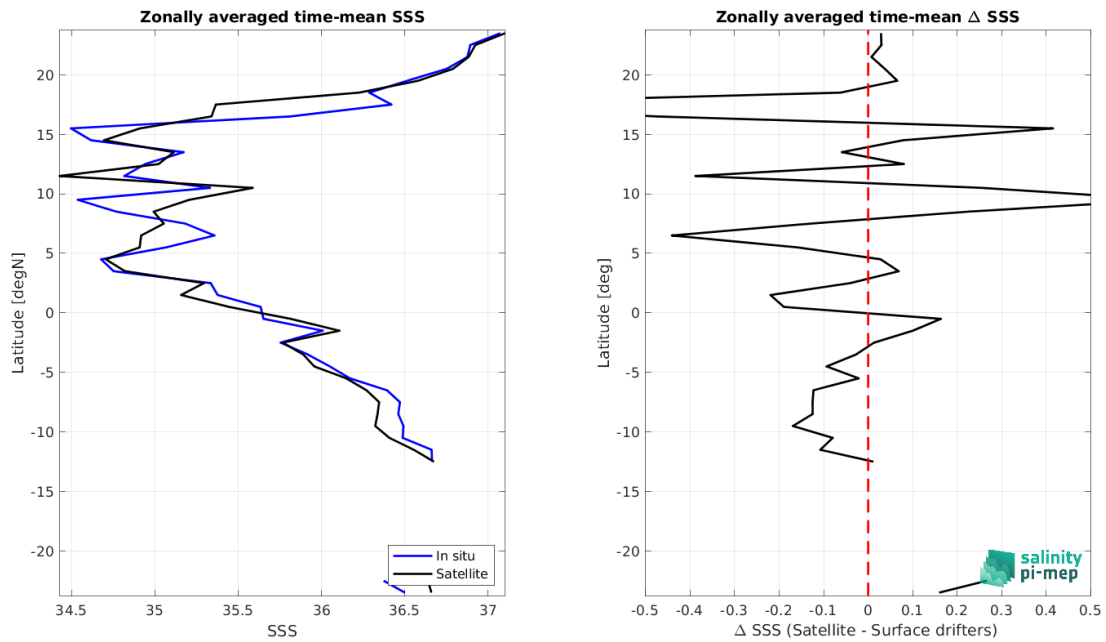 Zonally averaged time-mean SSS
20
15
10
5
0
-5
-10
-15
-20
Latitude [degN]
34.5 35 35.5 36 36.5 37
SSS
In situ
Satellite
Zonally averaged time-mean Δ SSS
20
15
10
5
0
-5
-10
-15
-20
Latitude [deg]
-0.5 -0.4 -0.3 -0.2 -0.1 0 0.1 0.2 0.3 0.4 0.5
Δ SSS (Satellite - Surface drifters)
salinity
pi-mep